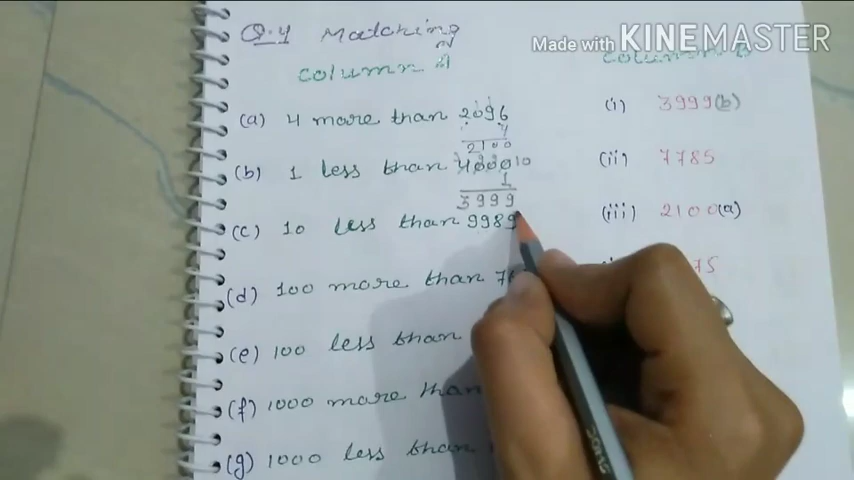 Q.4 Matching
Made with KINEMASTER
column
(a) 4 more than 2096
4
2100
(b) 1 less than 4000
1
3999
(c) 10 less than 9989
(d) 100 more than
(e) 100 less than
(f) 1000 more than
(g) 1000 less than
column B
(i) 3999(b)
(ii) 7785
(iii) 2100(a)